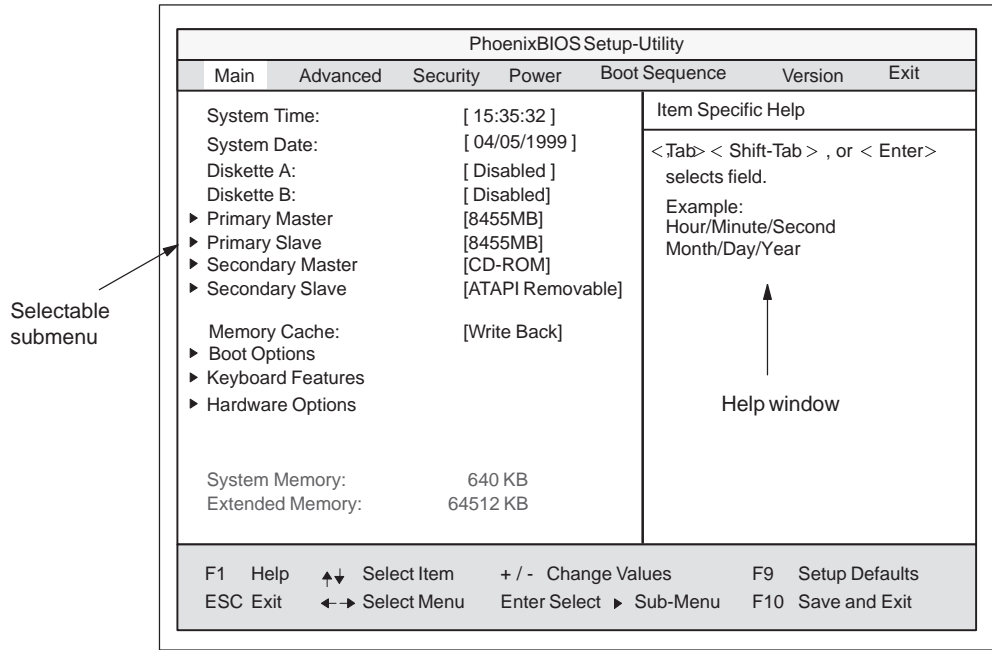 PhoenixBIOS Setup-Utility
Main Advanced Security Power Boot Sequence Version Exit
System Time: [ 15:35:32 ]
System Date: [ 04/05/1999 ]
Diskette A: [ Disabled ]
Diskette B: [ Disabled]
▶ Primary Master [8455MB]
▶ Primary Slave [8455MB]
▶ Secondary Master [CD-ROM]
▶ Secondary Slave [ATAPI Removable]
Memory Cache: [Write Back]
▶ Boot Options
▶ Keyboard Features
▶ Hardware Options
System Memory: 640 KB
Extended Memory: 64512 KB
Item Specific Help
<Tab>, < Shift-Tab > , or < Enter>
selects field.
Example:
Hour/Minute/Second
Month/Day/Year
Selectable
submenu
Help window
F1 Help ↑↓ Select Item + / - Change Values F9 Setup Defaults
ESC Exit ←→ Select Menu Enter Select ▶ Sub-Menu F10 Save and Exit